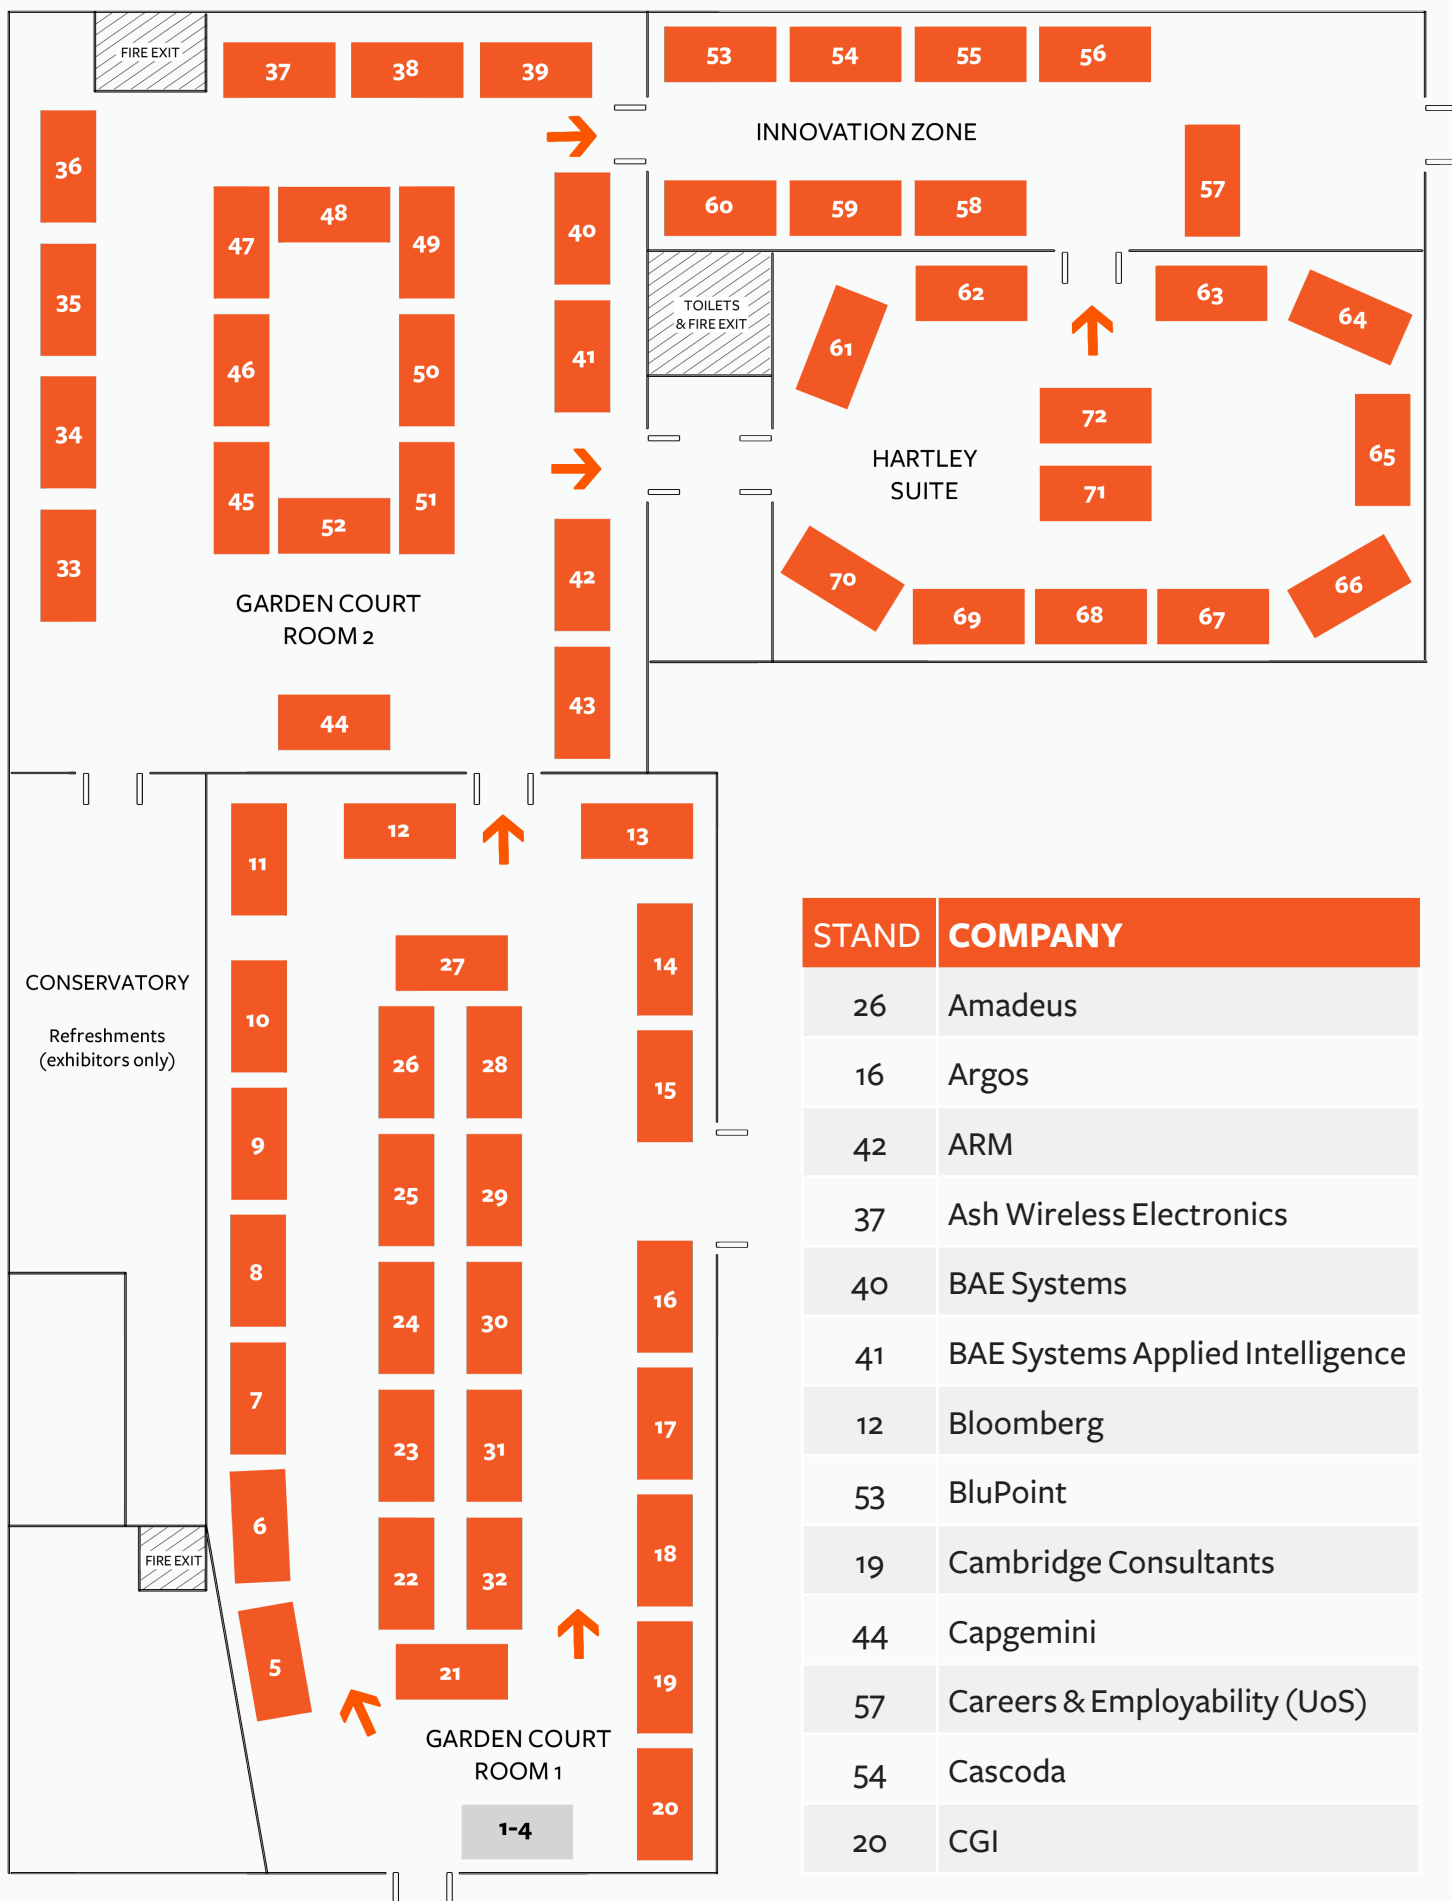 FIRE EXIT
37
38
39
53
54
55
56
INNOVATION ZONE
36
57
60
59
58
47
48
49
40
35
TOILETS
& FIRE EXIT
62
63
64
61
46
50
41
72
34
HARTLEY
SUITE
65
71
45
52
51
33
42
70
66
69
68
67
GARDEN COURT
ROOM 2
43
44
11
12
13
27
14
CONSERVATORY
Refreshments
(exhibitors only)
10
26
28
15
9
25
29
8
24
30
16
7
23
31
17
6
FIRE EXIT
22
32
18
5
21
19
GARDEN COURT
ROOM 1
1-4
20
STAND COMPANY
26 Amadeus
16 Argos
42 ARM
37 Ash Wireless Electronics
40 BAE Systems
41 BAE Systems Applied Intelligence
12 Bloomberg
53 BluPoint
19 Cambridge Consultants
44 Capgemini
57 Careers & Employability (UoS)
54 Cascoda
20 CGI